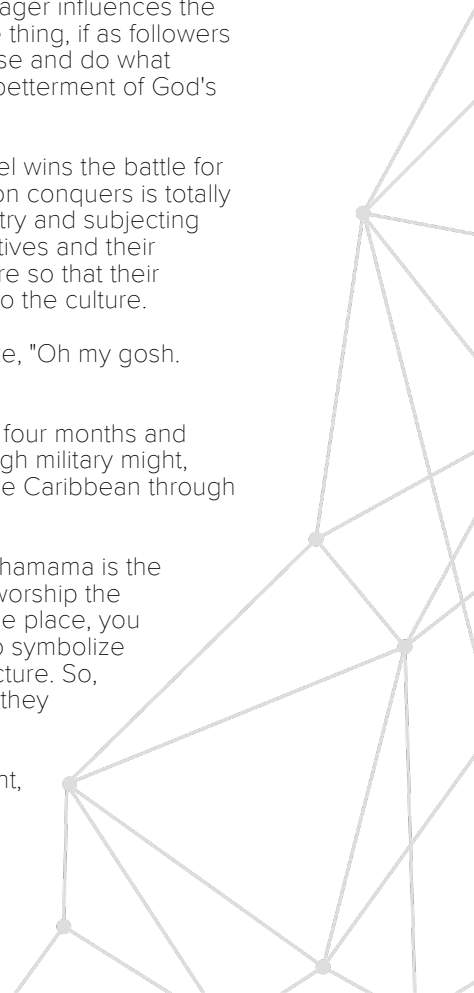 ager influences the
thing, if as followers
se and do what
betterment of God's
el wins the battle for
on conquers is totally
try and subjecting
tives and their
re so that their
o the culture.
e, "Oh my gosh.
four months and
gh military might,
e Caribbean through
hamama is the
worship the
e place, you
symbolize
cture. So,
they
nt,